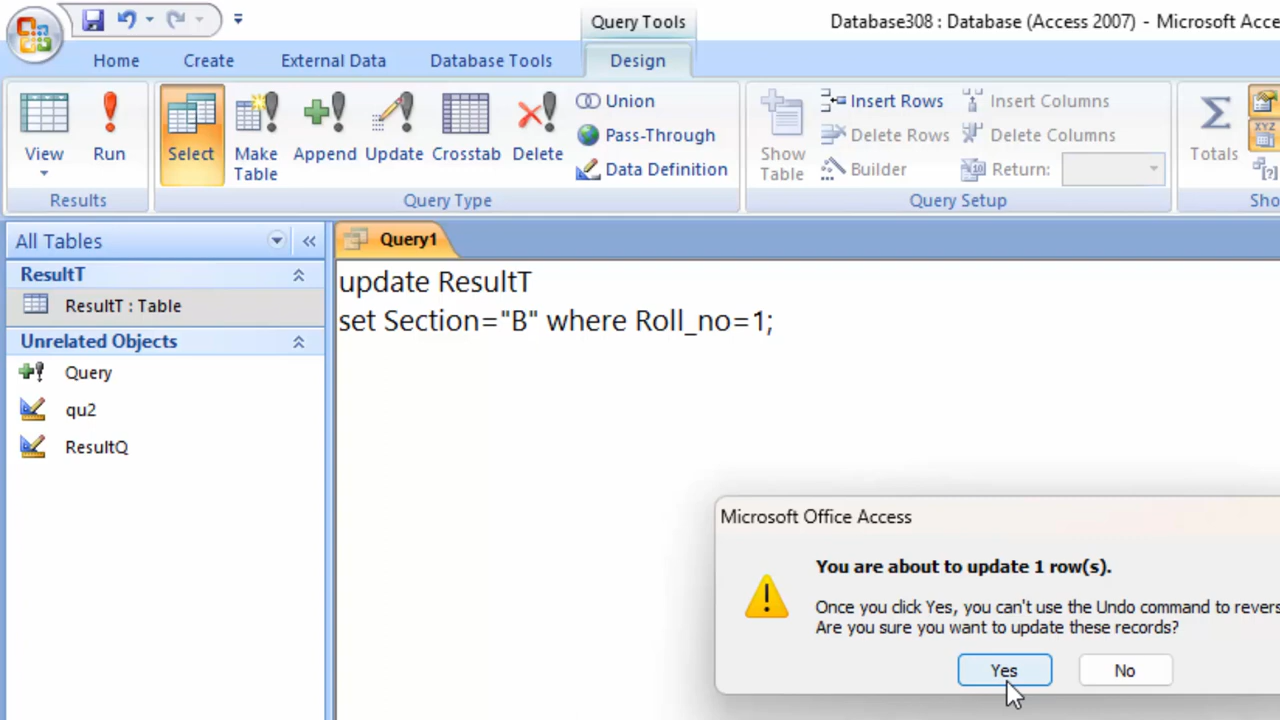 Query Tools
Database308 : Database (Access 2007) - Microsoft Acce
Home Create External Data Database Tools Design
View Run
Select Make Table Append Update Crosstab Delete
Union
Pass-Through
Data Definition
Show Table
Insert Rows
Delete Rows
Builder
Insert Columns
Delete Columns
Return:
Totals
XYZ
Results Query Type Query Setup Sho
All Tables
ResultT
ResultT : Table
Unrelated Objects
Query
qu2
ResultQ
Query1
update ResultT
set Section="B" where Roll_no=1;
Microsoft Office Access
You are about to update 1 row(s).
Once you click Yes, you can't use the Undo command to revers
Are you sure you want to update these records?
Yes No